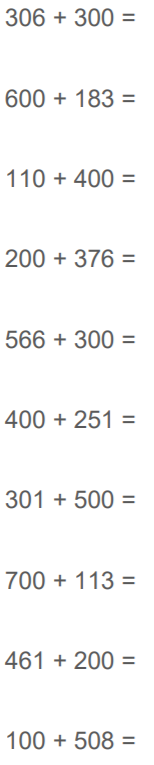 306 + 300 =
600 + 183 =
110 + 400 =
200 + 376 =
566 + 300 =
400 + 251 =
301 + 500 =
700 + 113 =
461 + 200 =
100 + 508 =